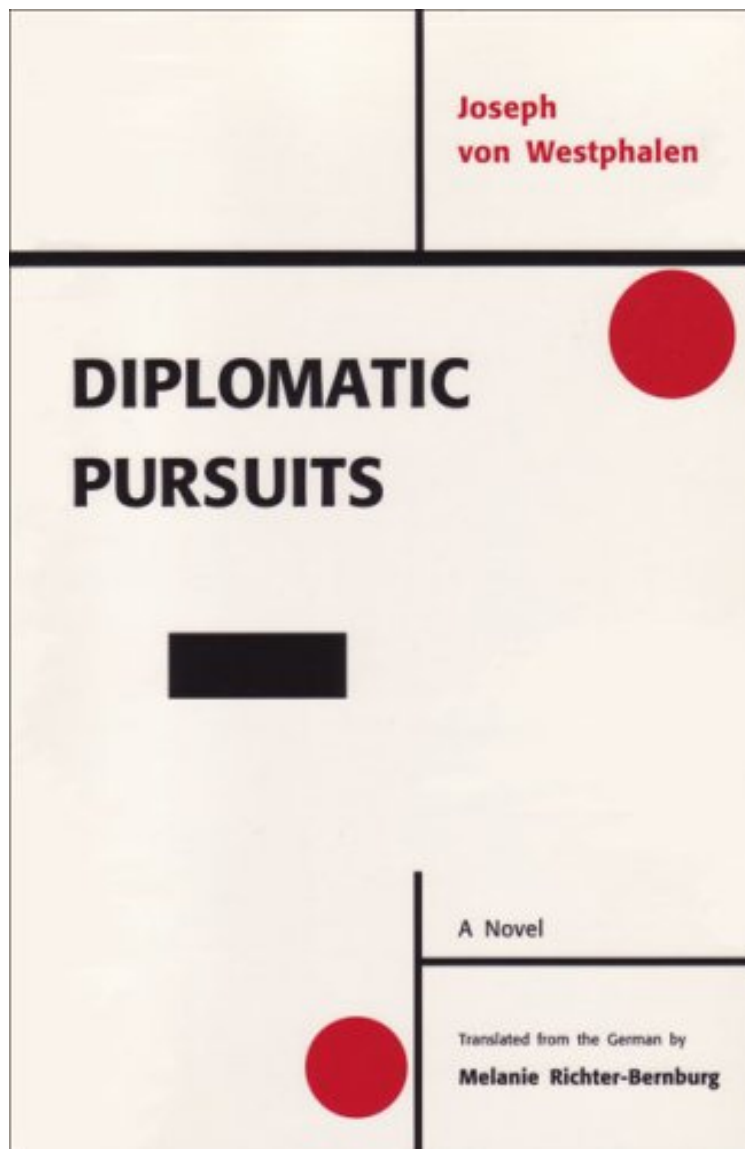 Joseph
von Westphalen
DIPLOMATIC
PURSUITS
A Novel
Translated from the German by
Melanie Richter-Bernburg